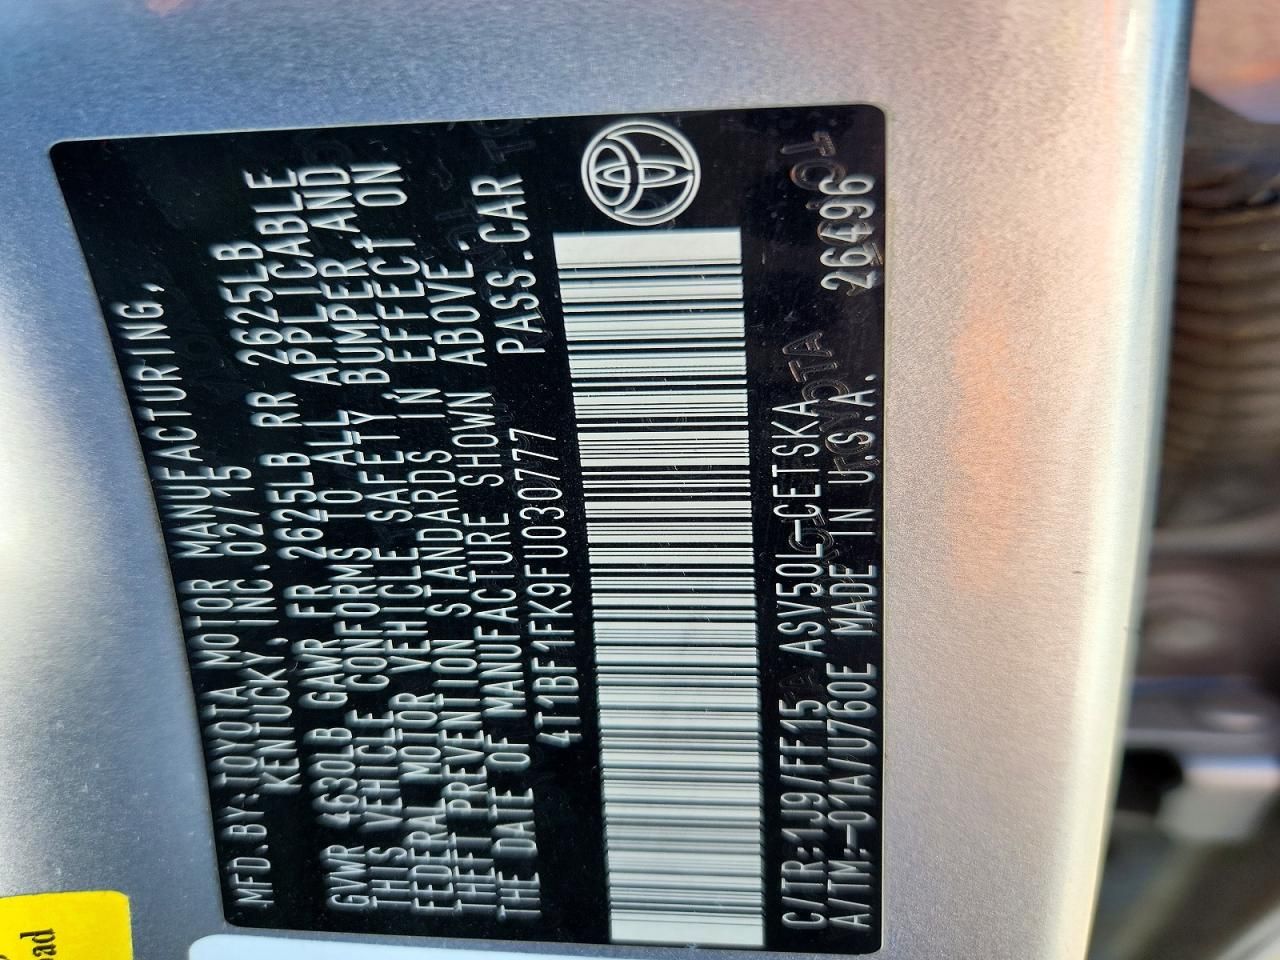 MFD.BY:TOYOTA MOTOR MANUFACTURING,
KENTUCKY, INC. 02/15
GVWR 4630LB GAWR FR 2625LB RR 2625LB
THIS VEHICLE CONFORMS TO ALL APPLICABLE
FEDERAL MOTOR VEHICLE SAFETY, BUMPER AND
THEFT PREVENTION STANDARDS IN EFFECT ON
THE DATE OF MANUFACTURE SHOWN ABOVE.
4T1BF1FK9FU030777 PASS.CAR
C/TR:1J9/FF15 ASV50L-CETSKA
A/TM:-01A/U760E MADE IN U.S.A. 26496
ad